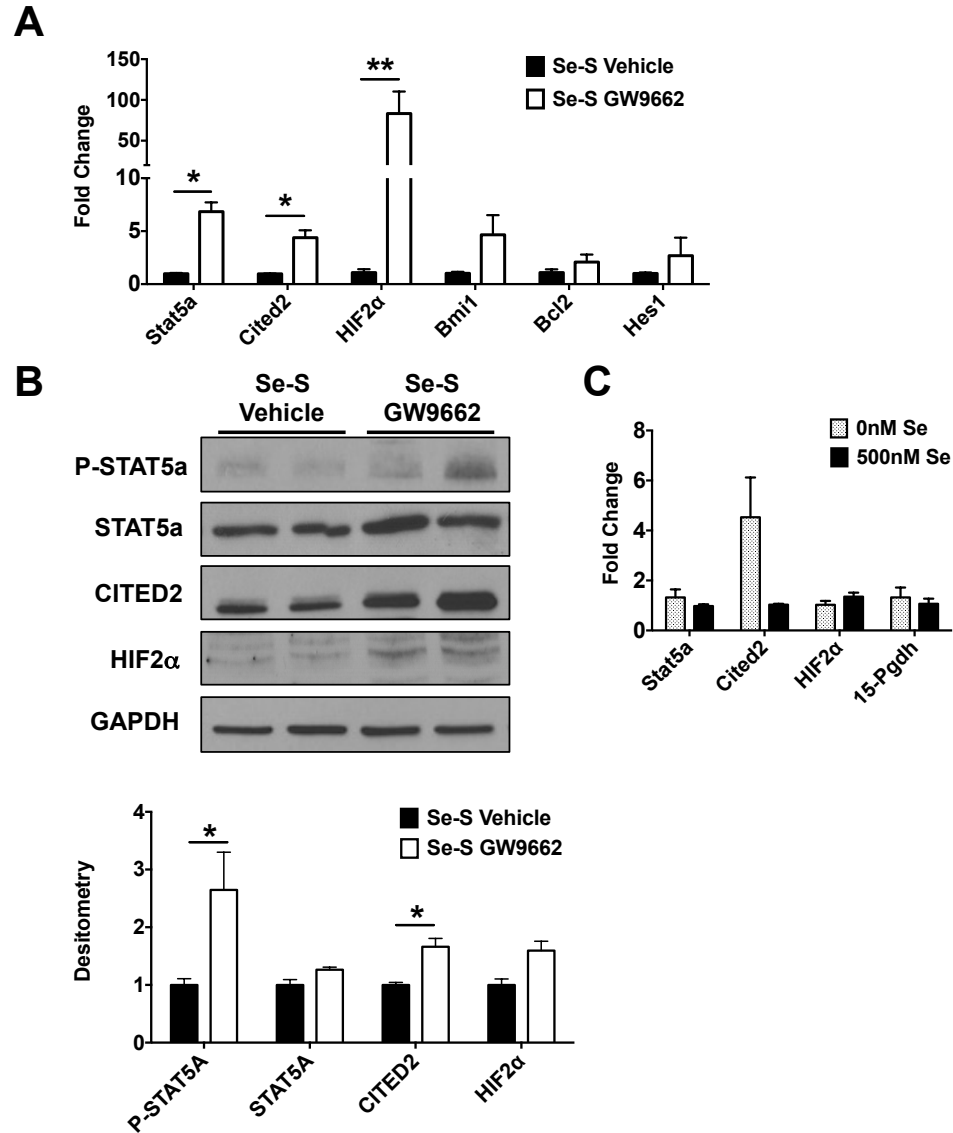 A
Fold Change
150
100
50
10
5
0
*
*
**
Se-S Vehicle
Se-S GW9662
Stat5a
Cited2
HIF2α
Bmi1
Bcl2
Hes1
B
Se-S
Vehicle
Se-S
GW9662
P-STAT5a
STAT5a
CITED2
HIF2α
GAPDH
Desitometry
4
3
2
1
0
*
*
Se-S Vehicle
Se-S GW9662
P-STAT5A
STAT5A
CITED2
HIF2α
C
Fold Change
8
6
4
2
0
0nM Se
500nM Se
Stat5a
Cited2
HIF2α
15-Pgdh